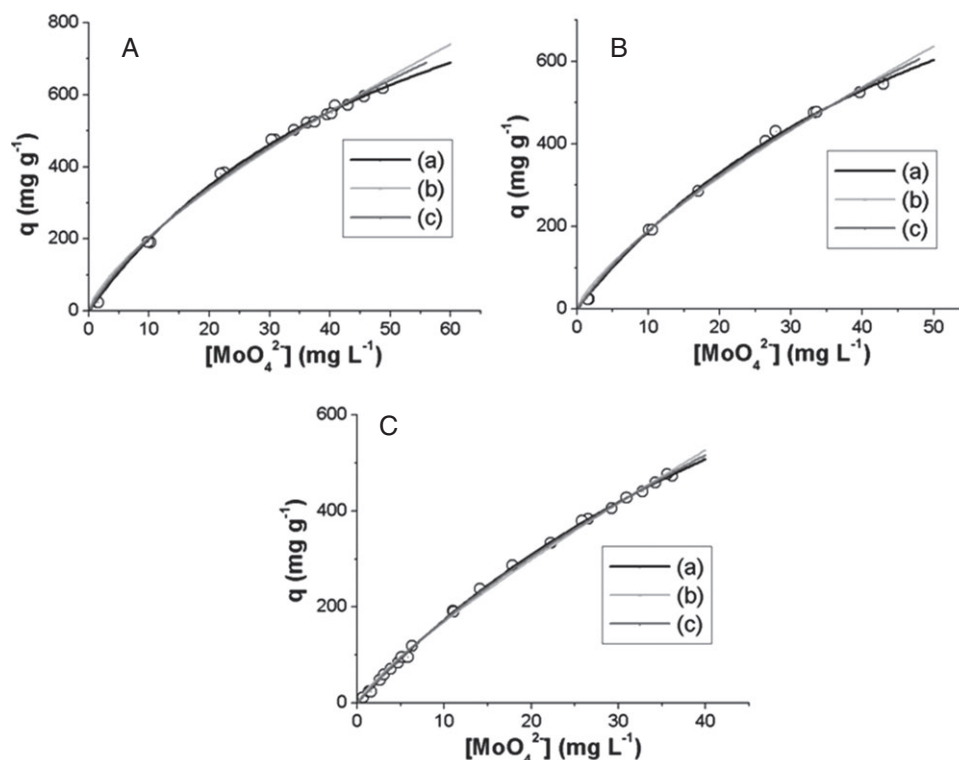 A
800
600
400
200
0
q (mg g⁻¹)
(a)
(b)
(c)
0 10 20 30 40 50 60
[MoO₄²⁻] (mg L⁻¹)
B
600
400
200
0
q (mg g⁻¹)
(a)
(b)
(c)
0 10 20 30 40 50
[MoO₄²⁻] (mg L⁻¹)
C
600
400
200
0
q (mg g⁻¹)
(a)
(b)
(c)
0 10 20 30 40
[MoO₄²⁻] (mg L⁻¹)